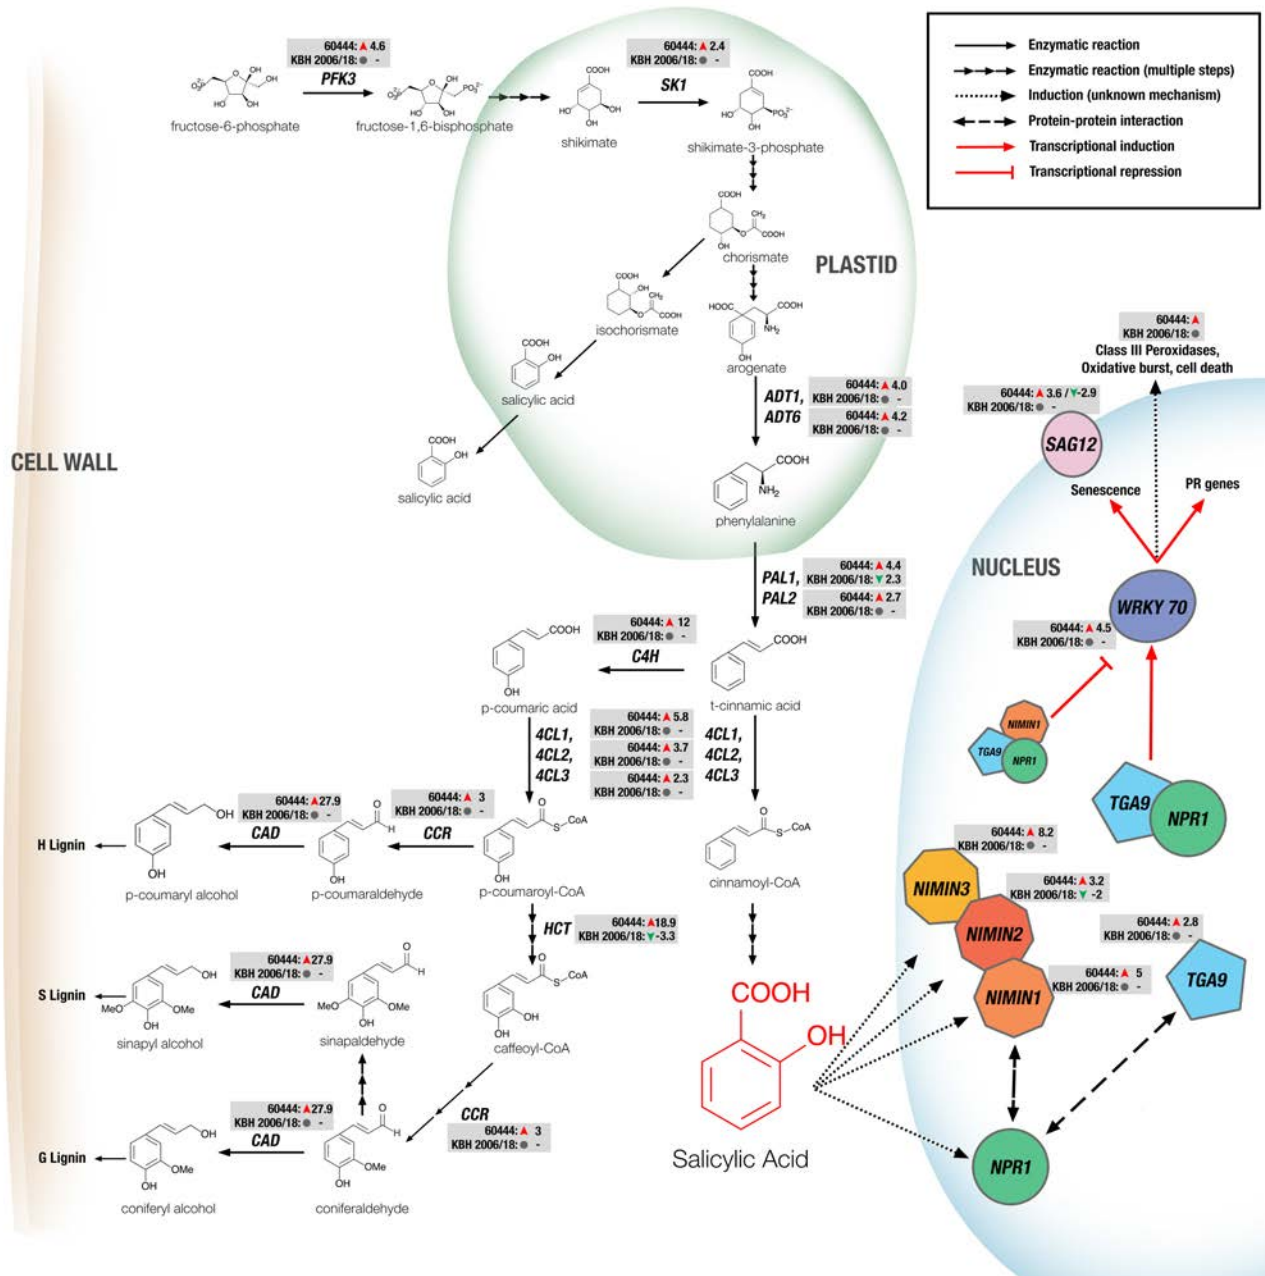 60444: 4.6
KBH 2006/18: -
PFK3
fructose-6-phosphate
fructose-1,6-bisphosphate
60444: 2.4
KBH 2006/18: -
SK1
shikimate
shikimate-3-phosphate
chorismate
isochorismate
salicylic acid
salicylic acid
arogenate
PLASTID
ADT1,
ADT6
60444: 4.0
KBH 2006/18: -
60444: 4.2
KBH 2006/18: -
phenylalanine
PAL1,
PAL2
60444: 4.4
KBH 2006/18: 2.3
60444: 2.7
KBH 2006/18: -
Enzymatic reaction
Enzymatic reaction (multiple steps)
Induction (unknown mechanism)
Protein-protein interaction
Transcriptional induction
Transcriptional repression
CELL WALL
60444: 12
KBH 2006/18: -
C4H
p-coumaric acid
t-cinnamic acid
4CL1,
4CL2,
4CL3
60444: 5.8
KBH 2006/18: -
60444: 3.7
KBH 2006/18: -
60444: 2.3
KBH 2006/18: -
4CL1,
4CL2,
4CL3
60444: 27.9
KBH 2006/18: -
CAD
60444: 3
KBH 2006/18: -
CCR
H Lignin
p-coumaryl alcohol
p-coumaraldehyde
p-coumaroyl-CoA
cinnamoyl-CoA
HCT
60444: 18.9
KBH 2006/18: -3.3
60444: 27.9
KBH 2006/18: -
CAD
S Lignin
sinapyl alcohol
sinapaldehyde
caffeoyl-CoA
60444: 27.9
KBH 2006/18: -
CAD
CCR
60444: 3
KBH 2006/18: -
G Lignin
coniferyl alcohol
coniferaldehyde
COOH
OH
Salicylic Acid
60444:
KBH 2006/18:
Class III Peroxidases,
Oxidative burst, cell death
60444: 3.6 / -2.9
KBH 2006/18: -
SAG12
Senescence
PR genes
NUCLEUS
WRKY 70
60444: 4.5
KBH 2006/18: -
NIMIN1
TGA9
NPR1
TGA9
NPR1
60444: 8.2
KBH 2006/18: -
NIMIN3
60444: 3.2
KBH 2006/18: -2
NIMIN2
60444: 2.8
KBH 2006/18: -
TGA9
60444: 5
KBH 2006/18: -
NIMIN1
NPR1